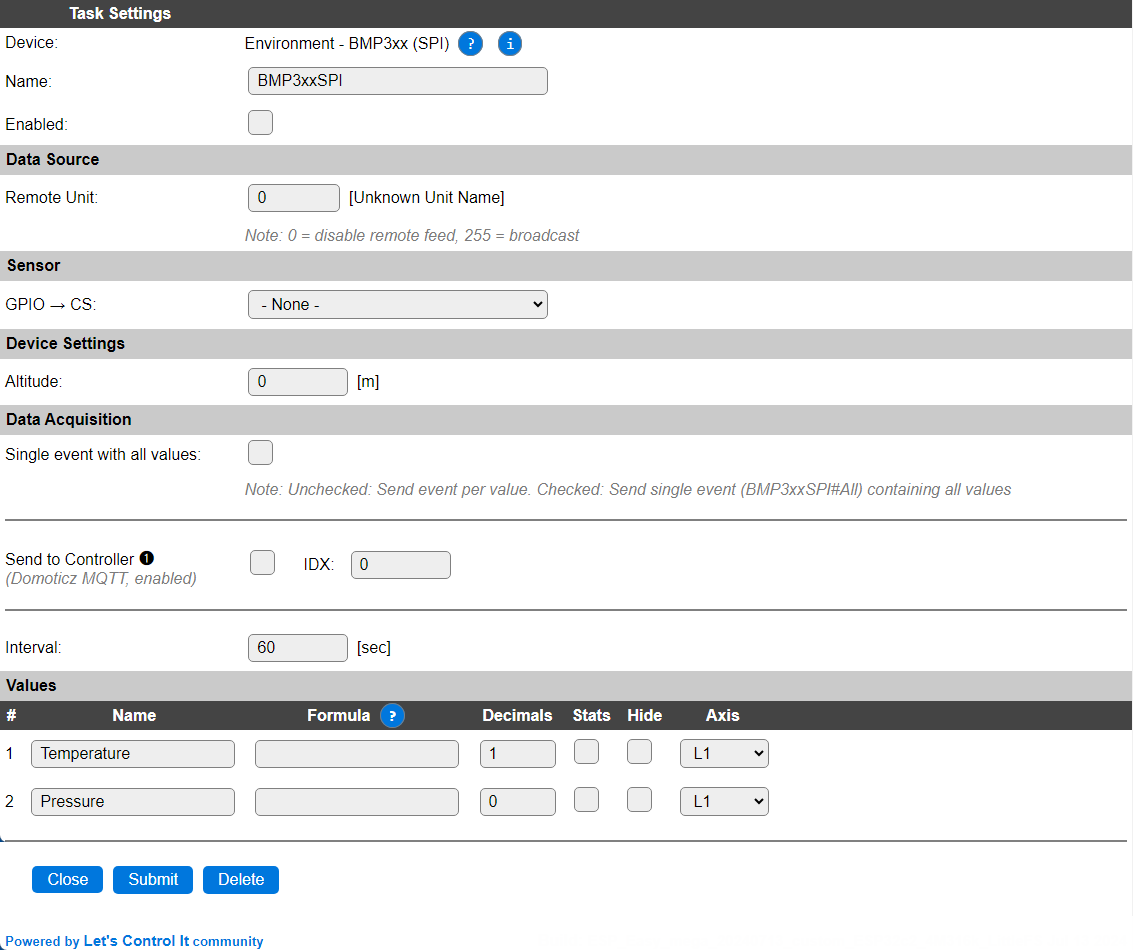 Task Settings
Device: Environment - BMP3xx (SPI) ? i
Name: BMP3xxSPI
Enabled:
Data Source
Remote Unit: 0 [Unknown Unit Name]
Note: 0 = disable remote feed, 255 = broadcast
Sensor
GPIO → CS: - None -
Device Settings
Altitude: 0 [m]
Data Acquisition
Single event with all values:
Note: Unchecked: Send event per value. Checked: Send single event (BMP3xxSPI#All) containing all values
Send to Controller ❶ IDX: 0
(Domoticz MQTT, enabled)
Interval: 60 [sec]
Values
# Name Formula ? Decimals Stats Hide Axis
1 Temperature 1 L1
2 Pressure 0 L1
Close Submit Delete
Powered by Let's Control It community